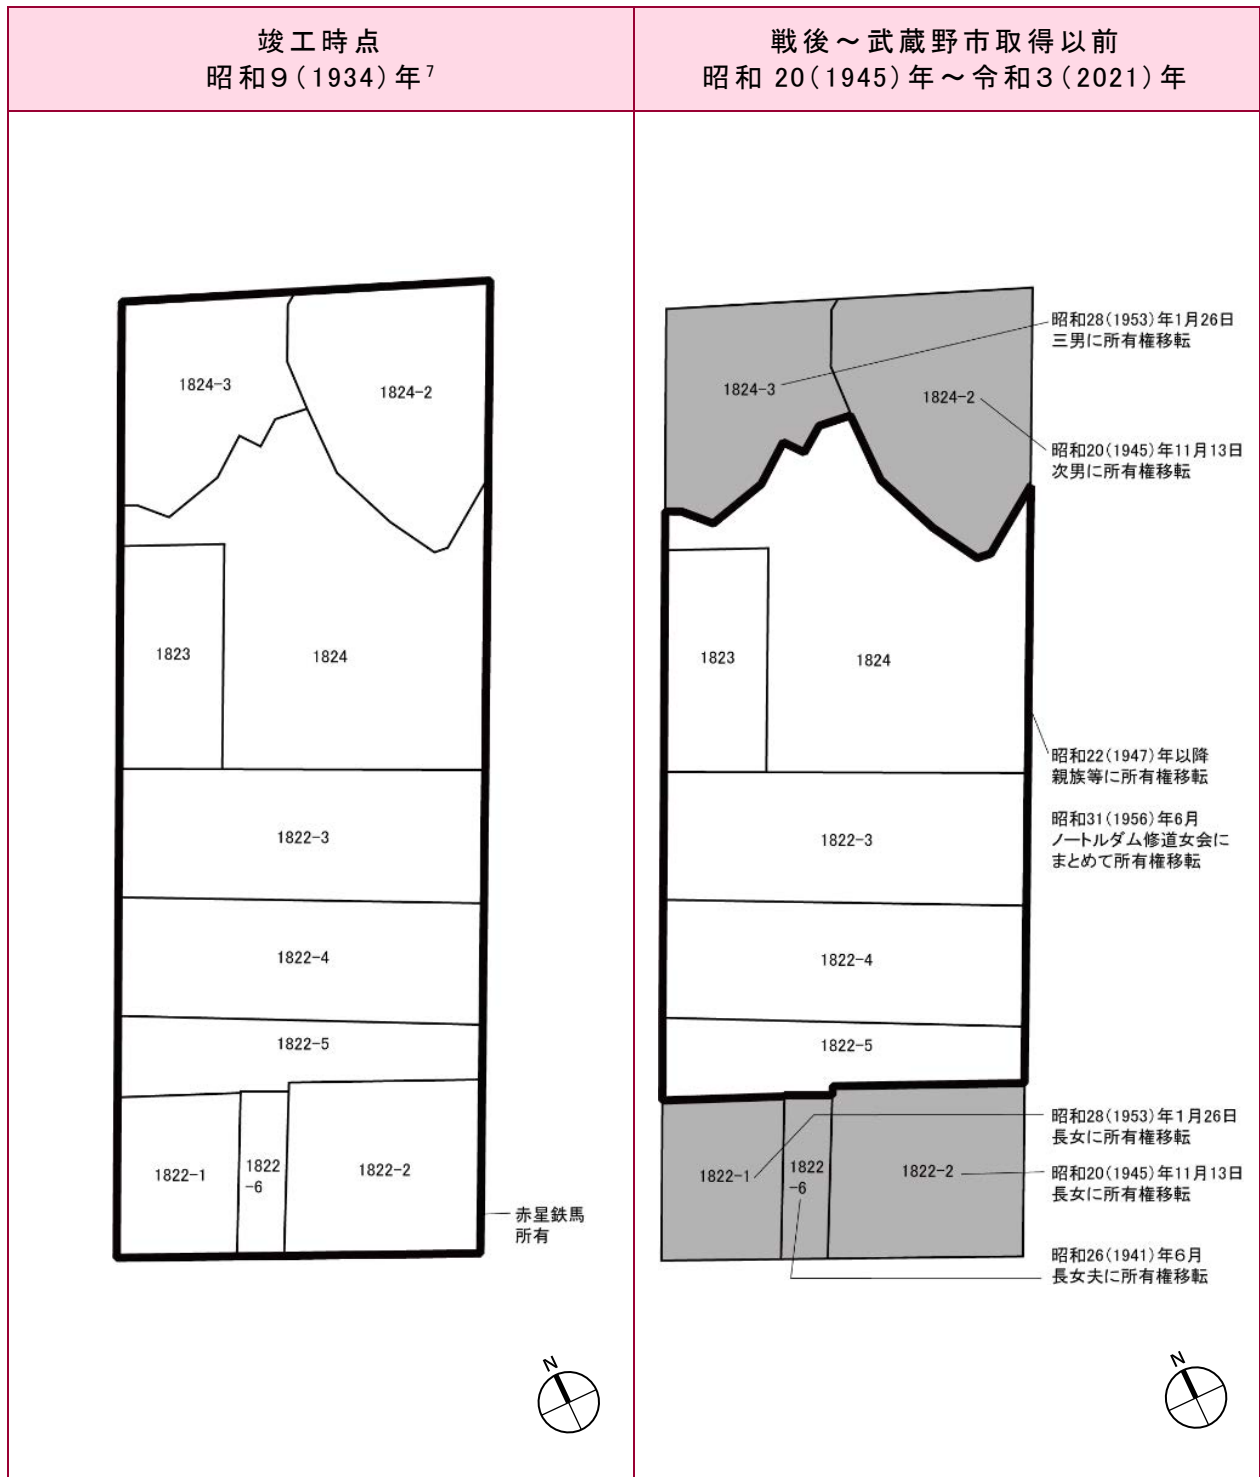 竣工時点
昭和９(1934)年7
戦後～武蔵野市取得以前
昭和 20(1945)年～令和３(2021)年
1824-3
1824-2
1823
1824
1822-3
1822-4
1822-5
1822-1
1822
-6
1822-2
赤星鉄馬
所有
N
1824-3
1824-2
昭和28(1953)年1月26日
三男に所有権移転
昭和20(1945)年11月13日
次男に所有権移転
1823
1824
昭和22(1947)年以降
親族等に所有権移転
昭和31(1956)年6月
ノートルダム修道女会に
まとめて所有権移転
1822-3
1822-4
1822-5
1822-1
1822
-6
1822-2
昭和28(1953)年1月26日
長女に所有権移転
昭和20(1945)年11月13日
長女に所有権移転
昭和26(1941)年6月
長女夫に所有権移転
N